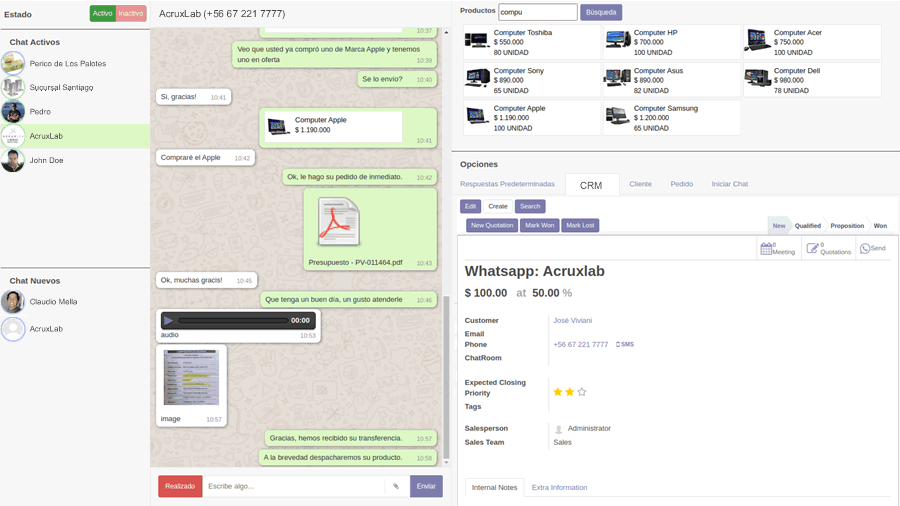 Estado
Activo
Inactivo
Chat Activos
Perico de Los Palotes
Sucursal Santiago
Pedro
AcruxLab
John Doe
Chat Nuevos
Claudio Mella
AcruxLab
AcruxLab (+56 67 221 7777)
10:37
Veo que usted ya compró uno de Marca Apple y tenemos
uno en oferta
10:39
Se lo envío?
10:40
Si, gracias!
10:41
Computer Apple
$ 1.190.000
10:41
Compraré el Apple
10:42
Ok, le hago su pedido de inmediato.
10:42
Presupuesto - PV-011464.pdf
10:43
Ok, muchas gracis!
10:45
Que tenga un buen día, un gusto atenderle
10:46
00:00
audio
10:53
image
10:57
Gracias, hemos recibido su transferencia.
10:57
A la brevedad despacharemos su producto.
10:58
Realizado
Escribe algo...
Enviar
Productos
compu
Búsqueda
Computer Toshiba
$ 550.000
80 UNIDAD
Computer HP
$ 700.000
100 UNIDAD
Computer Acer
$ 750.000
100 UNIDAD
Computer Sony
$ 890.000
65 UNIDAD
Computer Asus
$ 890.000
82 UNIDAD
Computer Dell
$ 980.000
78 UNIDAD
Computer Apple
$ 1.190.000
100 UNIDAD
Computer Samsung
$ 1.200.000
65 UNIDAD
Opciones
Respuestas Predeterminadas
CRM
Cliente
Pedido
Iniciar Chat
Edit
Create
Search
New Quotation
Mark Won
Mark Lost
New
Qualified
Proposition
Won
0
Meeting
0
Quotations
Send
Whatsapp: Acruxlab
$ 100.00 at 50.00 %
Customer
José Viviani
Email
Phone
+56 67 221 7777
SMS
ChatRoom
Expected Closing
Priority
Tags
Salesperson
Administrator
Sales Team
Sales
Internal Notes
Extra Information